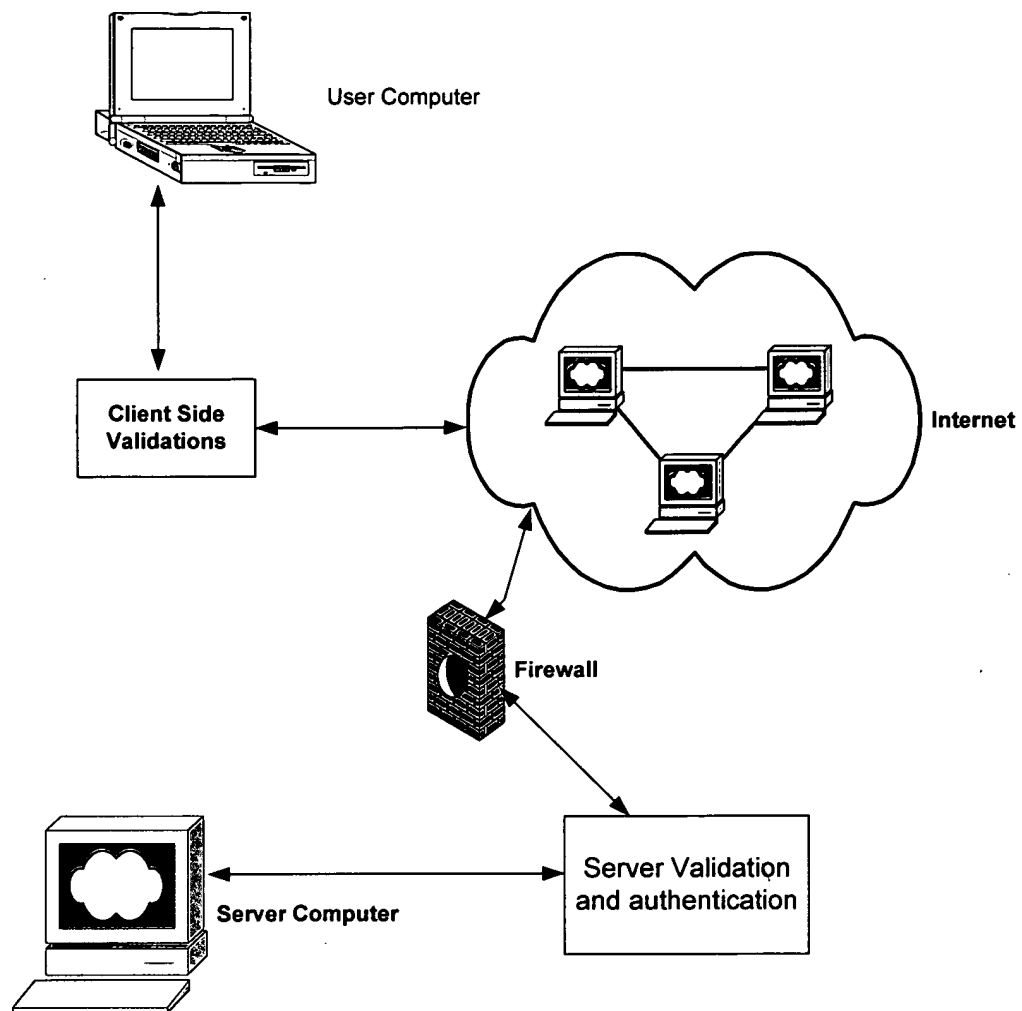 User Computer
Client Side
Validations
Internet
Firewall
Server Validation
and authentication
Server Computer